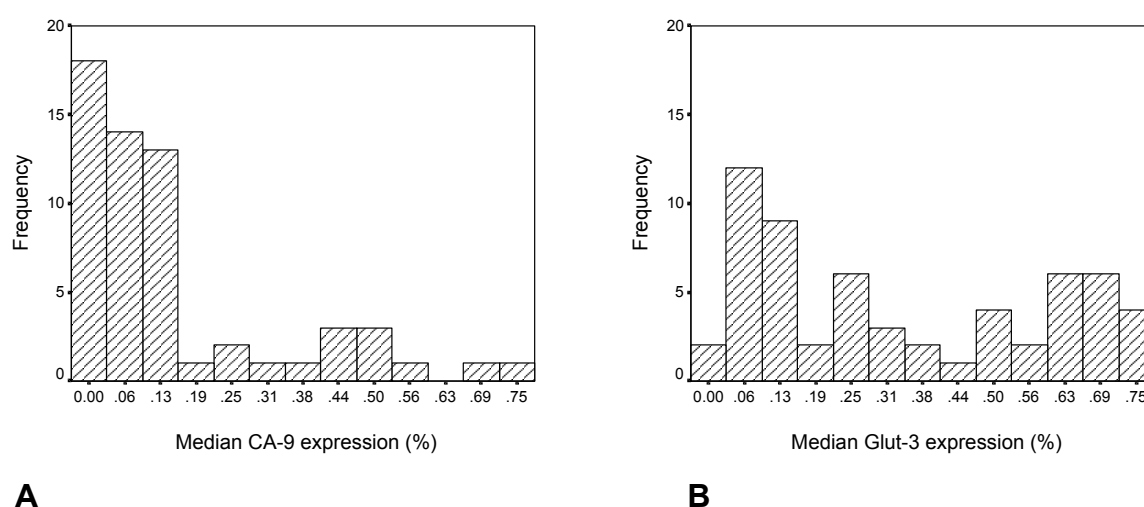 20
15
10
5
0
Frequency
0.00 .06 .13 .19 .25 .31 .38 .44 .50 .56 .63 .69 .75
Median CA-9 expression (%)
A
20
15
10
5
0
Frequency
0.00 .06 .13 .19 .25 .31 .38 .44 .50 .56 .63 .69 .75
Median Glut-3 expression (%)
B